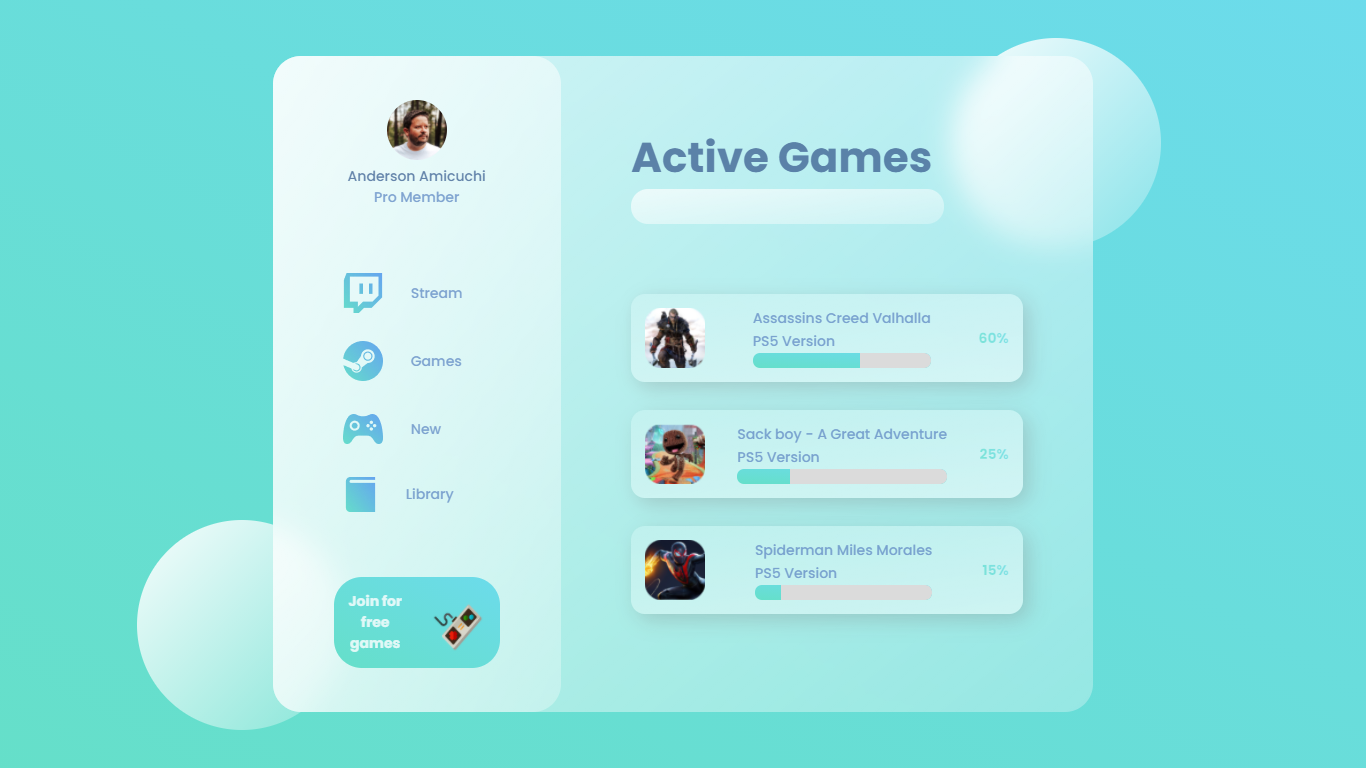 Anderson Amicuchi
Pro Member
Stream
Games
New
Library
Join for
free
games
Active Games
Assassins Creed Valhalla
PS5 Version
60%
Sack boy - A Great Adventure
PS5 Version
25%
Spiderman Miles Morales
PS5 Version
15%